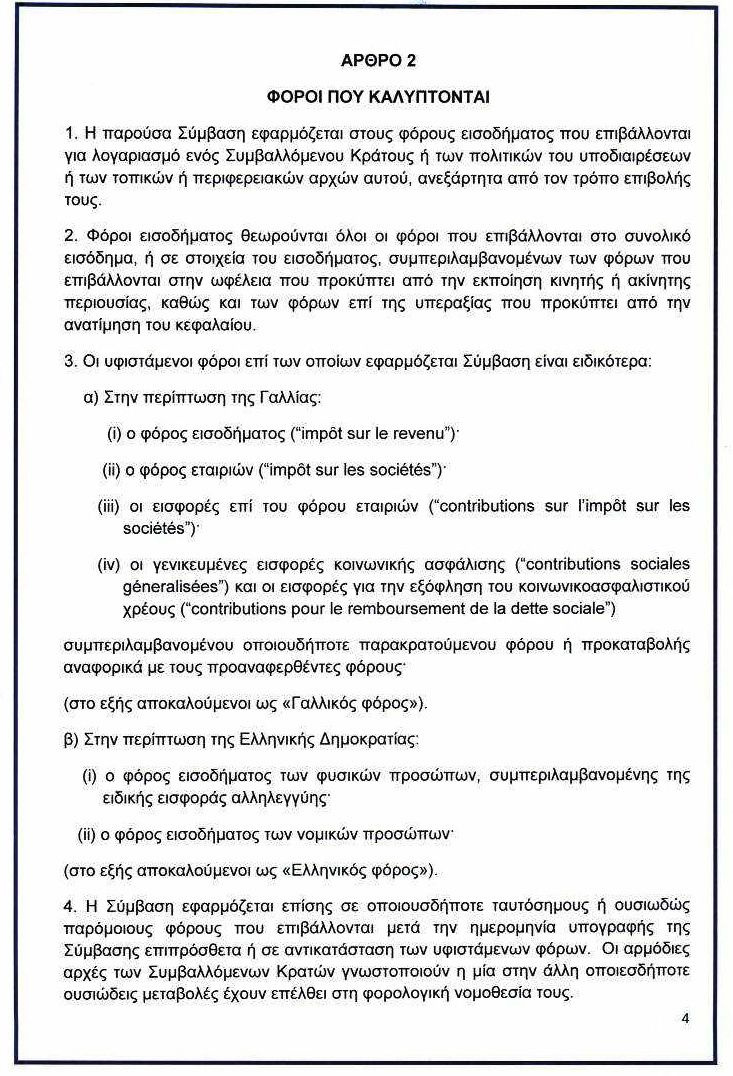 ΑΡΘΡΟ 2
ΦΟΡΟΙ ΠΟΥ ΚΑΛΥΠΤΟΝΤΑΙ
1. Η παρούσα Σύμβαση εφαρμόζεται στους φόρους εισοδήματος που επιβάλλονται
για λογαριασμό ενός Συμβαλλόμενου Κράτους ή των πολιτικών του υποδιαιρέσεων
ή των τοπικών ή περιφερειακών αρχών αυτού, ανεξάρτητα από τον τρόπο επιβολής
τους.
2. Φόροι εισοδήματος θεωρούνται όλοι οι φόροι που επιβάλλονται στο συνολικό
εισόδημα, ή σε στοιχεία του εισοδήματος, συμπεριλαμβανομένων των φόρων που
επιβάλλονται στην ωφέλεια που προκύπτει από την εκποίηση κινητής ή ακίνητης
περιουσίας, καθώς και των φόρων επί της υπεραξίας που προκύπτει από την
ανατίμηση του κεφαλαίου.
3. Οι υφιστάμενοι φόροι επί των οποίων εφαρμόζεται Σύμβαση είναι ειδικότερα:
α) Στην περίπτωση της Γαλλίας:
(i) ο φόρος εισοδήματος (“impôt sur le revenu”)·
(ii) ο φόρος εταιριών (“impôt sur les sociétés”)·
(iii) οι εισφορές επί του φόρου εταιριών (“contributions sur l’impôt sur les
sociétés”)·
(iv) οι γενικευμένες εισφορές κοινωνικής ασφάλισης (“contributions sociales
géneralisées”) και οι εισφορές για την εξόφληση του κοινωνικοασφαλιστικού
χρέους (“contributions pour le remboursement de la dette sociale”)
συμπεριλαμβανομένου οποιουδήποτε παρακρατούμενου φόρου ή προκαταβολής
αναφορικά με τους προαναφερθέντες φόρους·
(στο εξής αποκαλούμενοι ως «Γαλλικός φόρος»).
β) Στην περίπτωση της Ελληνικής Δημοκρατίας:
(i) ο φόρος εισοδήματος των φυσικών προσώπων, συμπεριλαμβανομένης της
ειδικής εισφοράς αλληλεγγύης·
(ii) ο φόρος εισοδήματος των νομικών προσώπων·
(στο εξής αποκαλούμενοι ως «Ελληνικός φόρος»).
4. Η Σύμβαση εφαρμόζεται επίσης σε οποιουσδήποτε ταυτόσημους ή ουσιωδώς
παρόμοιους φόρους που επιβάλλονται μετά την ημερομηνία υπογραφής της
Σύμβασης επιπρόσθετα ή σε αντικατάσταση των υφιστάμενων φόρων. Οι αρμόδιες
αρχές των Συμβαλλόμενων Κρατών γνωστοποιούν η μία στην άλλη οποιεσδήποτε
ουσιώδεις μεταβολές έχουν επέλθει στη φορολογική νομοθεσία τους.
4